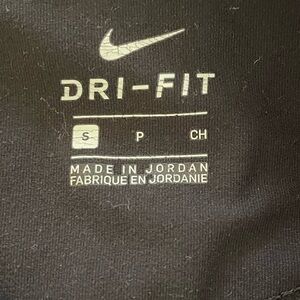 DRI-FIT
S P CH
MADE IN JORDAN
FABRIQUE EN JORDANIE